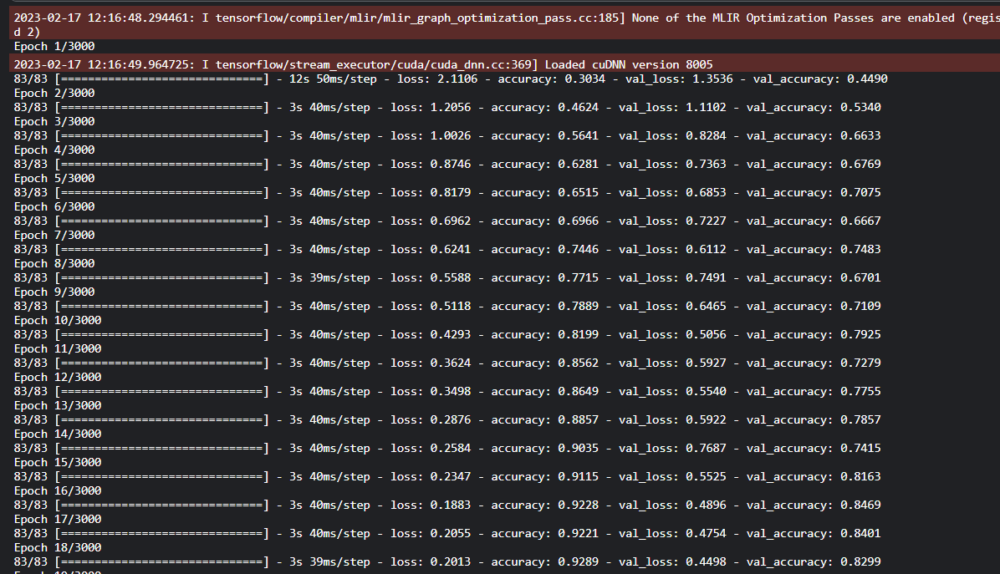 2023-02-17 12:16:48.294461: I tensorflow/compiler/mlir/mlir_graph_optimization_pass.cc:185] None of the MLIR Optimization Passes are enabled (regis
d 2)
Epoch 1/3000
2023-02-17 12:16:49.964725: I tensorflow/stream_executor/cuda/cuda_dnn.cc:369] Loaded cuDNN version 8005
83/83 [==============================] - 12s 50ms/step - loss: 2.1106 - accuracy: 0.3034 - val_loss: 1.3536 - val_accuracy: 0.4490
Epoch 2/3000
83/83 [==============================] - 3s 40ms/step - loss: 1.2056 - accuracy: 0.4624 - val_loss: 1.1102 - val_accuracy: 0.5340
Epoch 3/3000
83/83 [==============================] - 3s 40ms/step - loss: 1.0026 - accuracy: 0.5641 - val_loss: 0.8284 - val_accuracy: 0.6633
Epoch 4/3000
83/83 [==============================] - 3s 40ms/step - loss: 0.8746 - accuracy: 0.6281 - val_loss: 0.7363 - val_accuracy: 0.6769
Epoch 5/3000
83/83 [==============================] - 3s 40ms/step - loss: 0.8179 - accuracy: 0.6515 - val_loss: 0.6853 - val_accuracy: 0.7075
Epoch 6/3000
83/83 [==============================] - 3s 40ms/step - loss: 0.6962 - accuracy: 0.6966 - val_loss: 0.7227 - val_accuracy: 0.6667
Epoch 7/3000
83/83 [==============================] - 3s 40ms/step - loss: 0.6241 - accuracy: 0.7446 - val_loss: 0.6112 - val_accuracy: 0.7483
Epoch 8/3000
83/83 [==============================] - 3s 39ms/step - loss: 0.5588 - accuracy: 0.7715 - val_loss: 0.7491 - val_accuracy: 0.6701
Epoch 9/3000
83/83 [==============================] - 3s 40ms/step - loss: 0.5118 - accuracy: 0.7889 - val_loss: 0.6465 - val_accuracy: 0.7109
Epoch 10/3000
83/83 [==============================] - 3s 40ms/step - loss: 0.4293 - accuracy: 0.8199 - val_loss: 0.5056 - val_accuracy: 0.7925
Epoch 11/3000
83/83 [==============================] - 3s 40ms/step - loss: 0.3624 - accuracy: 0.8562 - val_loss: 0.5927 - val_accuracy: 0.7279
Epoch 12/3000
83/83 [==============================] - 3s 40ms/step - loss: 0.3498 - accuracy: 0.8649 - val_loss: 0.5540 - val_accuracy: 0.7755
Epoch 13/3000
83/83 [==============================] - 3s 40ms/step - loss: 0.2876 - accuracy: 0.8857 - val_loss: 0.5922 - val_accuracy: 0.7857
Epoch 14/3000
83/83 [==============================] - 3s 40ms/step - loss: 0.2584 - accuracy: 0.9035 - val_loss: 0.7687 - val_accuracy: 0.7415
Epoch 15/3000
83/83 [==============================] - 3s 40ms/step - loss: 0.2347 - accuracy: 0.9115 - val_loss: 0.5525 - val_accuracy: 0.8163
Epoch 16/3000
83/83 [==============================] - 3s 40ms/step - loss: 0.1883 - accuracy: 0.9228 - val_loss: 0.4896 - val_accuracy: 0.8469
Epoch 17/3000
83/83 [==============================] - 3s 40ms/step - loss: 0.2055 - accuracy: 0.9221 - val_loss: 0.4754 - val_accuracy: 0.8401
Epoch 18/3000
83/83 [==============================] - 3s 39ms/step - loss: 0.2013 - accuracy: 0.9289 - val_loss: 0.4498 - val_accuracy: 0.8299